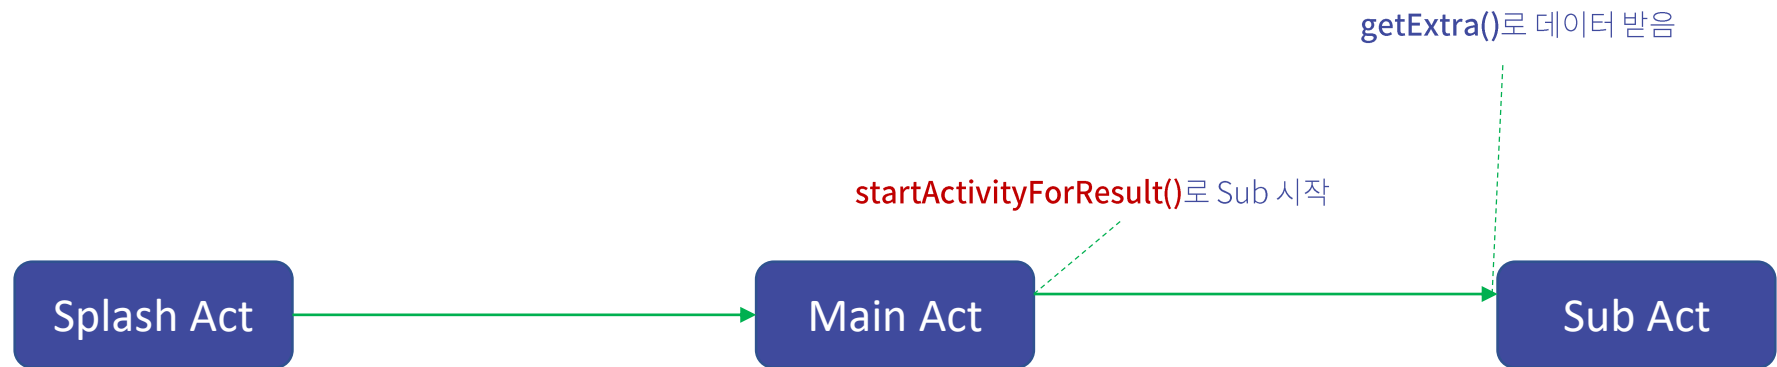 getExtra()로 데이터 받음
startActivityForResult()로 Sub 시작
Splash Act
Main Act
Sub Act